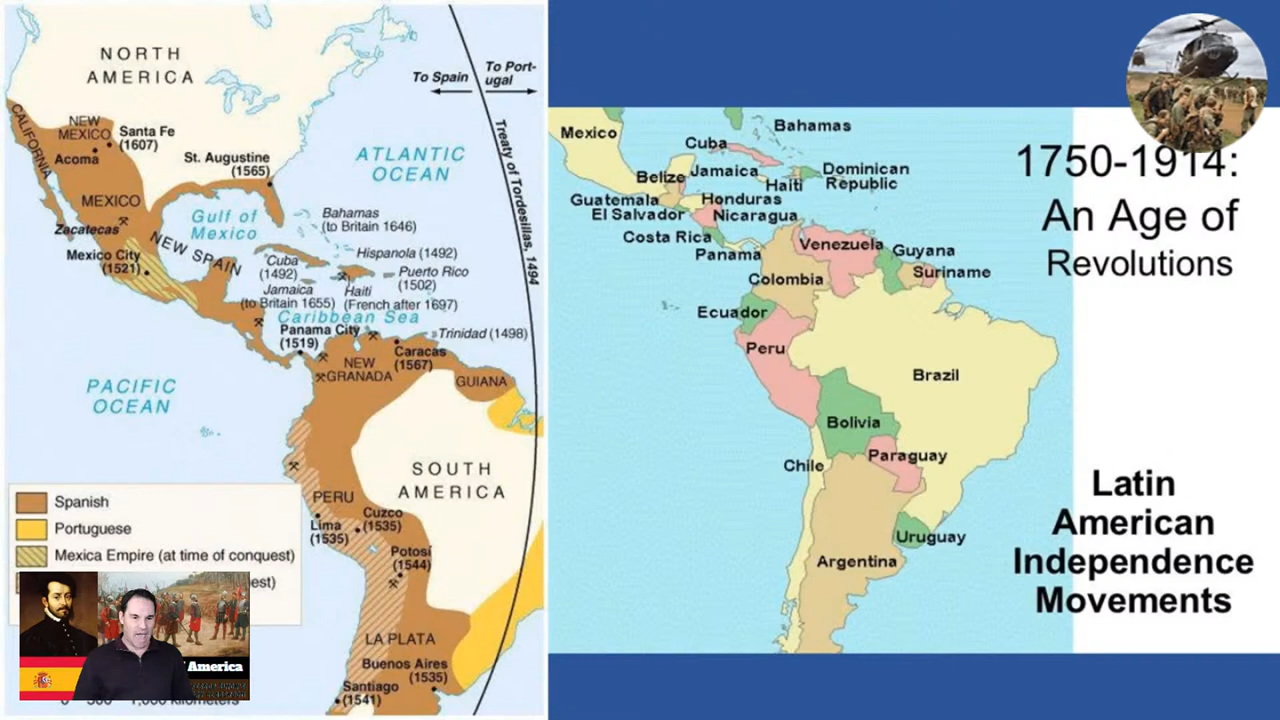 NORTH
AMERICA
To Spain
To Port-
ugal
Treaty of Tordesillas, 1494
CALIFORNIA
NEW
MEXICO
Santa Fe
(1607)
Acoma
St. Augustine
(1565)
ATLANTIC
OCEAN
MEXICO
Gulf of
Mexico
Bahamas
(to Britain 1646)
Zacatecas
NEW SPAIN
Mexico City
(1521)
Hispanola (1492)
Cuba
(1492)
Puerto Rico
(1502)
Jamaica
(to Britain 1655)
Haiti
(French after 1697)
Caribbean Sea
Panama City
(1519)
Trinidad (1498)
Caracas
(1567)
NEW
GRANADA
GUIANA
PACIFIC
OCEAN
SOUTH
AMERICA
PERU
Lima
(1535)
Cuzco
(1535)
Potosí
(1544)
LA PLATA
Buenos Aires
(1535)
Santiago
(1541)
Spanish
Portuguese
Mexica Empire (at time of conquest)
America
Mexico
Bahamas
Cuba
Belize
Jamaica
Haiti
Dominican
Republic
Guatemala
Honduras
El Salvador
Nicaragua
Costa Rica
Panama
Venezuela
Guyana
Suriname
Colombia
Ecuador
Peru
Brazil
Bolivia
Paraguay
Chile
Uruguay
Argentina
1750-1914:
An Age of
Revolutions
Latin
American
Independence
Movements